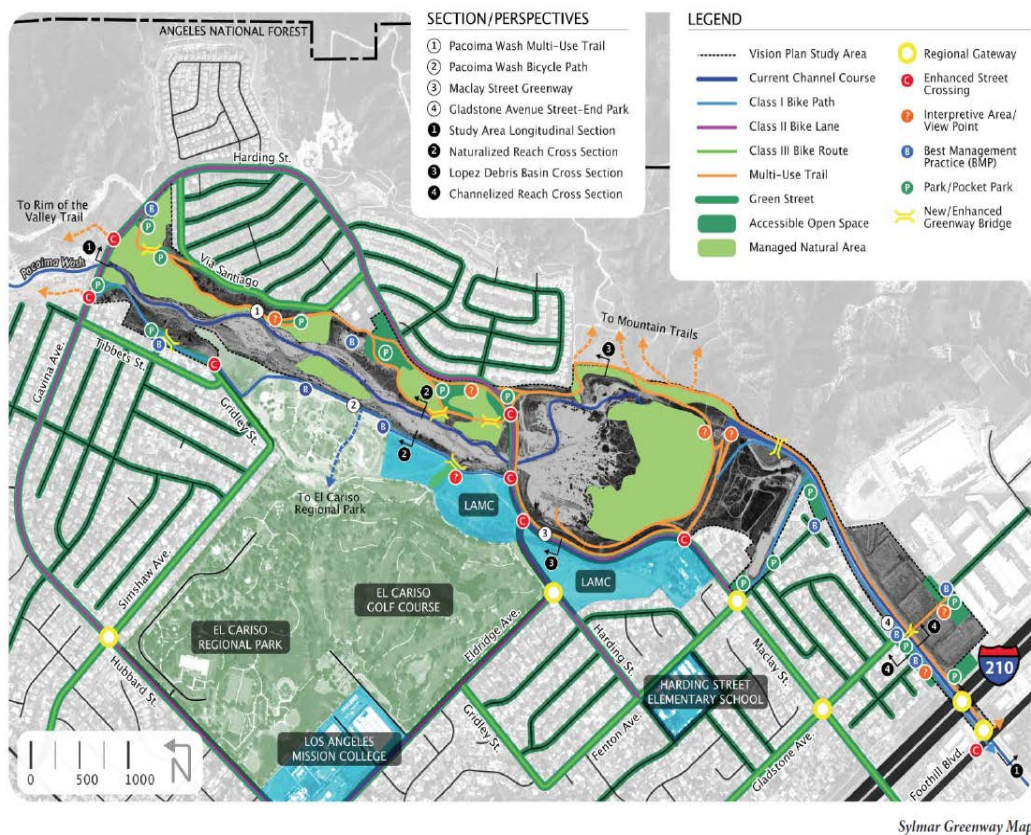 SECTION/PERSPECTIVES
1 Pacoima Wash Multi-Use Trail
2 Pacoima Wash Bicycle Path
3 Maclay Street Greenway
4 Gladstone Avenue Street-End Park
1 Study Area Longitudinal Section
2 Naturalized Reach Cross Section
3 Lopez Debris Basin Cross Section
4 Channelized Reach Cross Section
LEGEND
Vision Plan Study Area
Current Channel Course
Class I Bike Path
Class II Bike Lane
Class III Bike Route
Multi-Use Trail
Green Street
Accessible Open Space
Managed Natural Area
Regional Gateway
C Enhanced Street
Crossing
? Interpretive Area/
View Point
B Best Management
Practice (BMP)
P Park/Pocket Park
New/Enhanced
Greenway Bridge
ANGELES NATIONAL FOREST
Harding St.
To Rim of the
Valley Trail
Pacoima Wash
Via Santiago
To Mountain Trails
Gavina Ave.
Tibbets St.
Gridley St.
To El Cariso
Regional Park
LAMC
LAMC
Simshaw Ave.
EL CARISO
GOLF COURSE
EL CARISO
REGIONAL PARK
Eldridge Ave.
Harding St.
Maclay St.
Hubbard St.
HARDING STREET
ELEMENTARY SCHOOL
210
Gridley St.
Fenton Ave.
Gladstone Ave.
Foothill Blvd.
LOS ANGELES
MISSION COLLEGE
0 500 1000
N
Sylmar Greenway Map